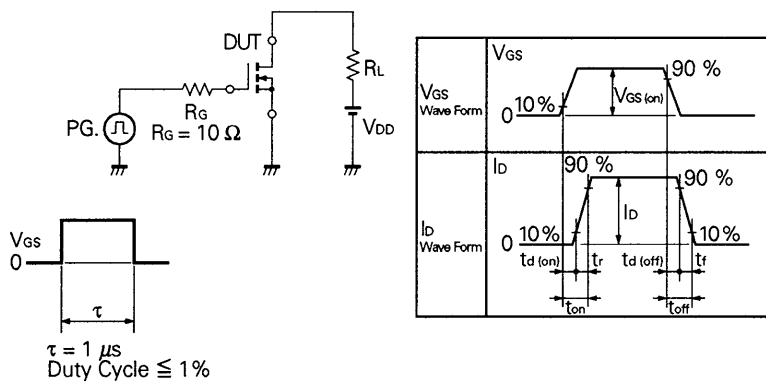 DUT
RL
RG
RG = 10 Ω
PG.
VDD
VGS
0
τ
τ = 1 μs
Duty Cycle ≦ 1%
VGS
Wave Form
VGS
10 %
0
VGS (on)
90 %
ID
Wave Form
ID
90 %
90 %
ID
0
10 %
10 %
td (on)
tr
td (off)
tf
ton
toff